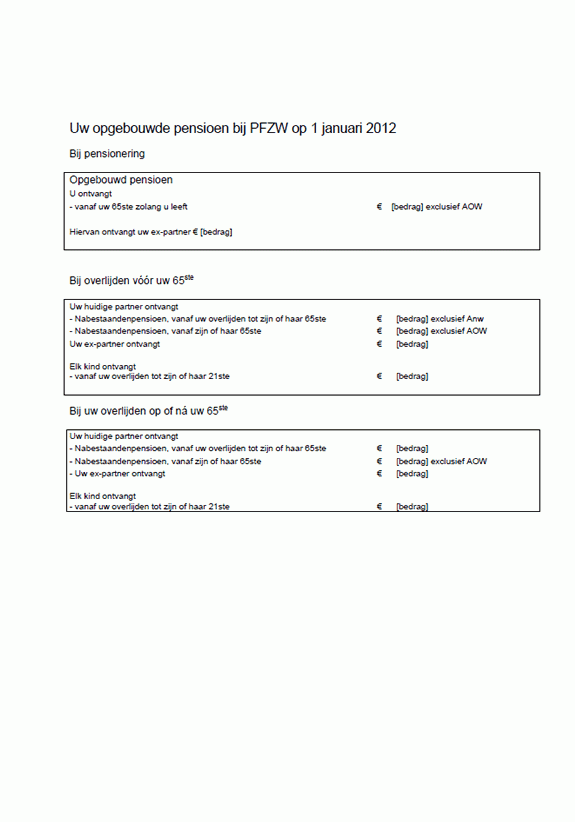 Uw opgebouwde pensioen bij PFZW op 1 januari 2012
Bij pensionering
Opgebouwd pensioen
U ontvangt
- vanaf uw 65ste zolang u leeft € [bedrag] exclusief AOW
Hiervan ontvangt uw ex-partner € [bedrag]
Bij overlijden vóór uw 65ste
Uw huidige partner ontvangt
- Nabestaandenpensioen, vanaf uw overlijden tot zijn of haar 65ste € [bedrag] exclusief Anw
- Nabestaandenpensioen, vanaf zijn of haar 65ste € [bedrag] exclusief AOW
Uw ex-partner ontvangt € [bedrag]
Elk kind ontvangt
- vanaf uw overlijden tot zijn of haar 21ste € [bedrag]
Bij uw overlijden op of ná uw 65ste
Uw huidige partner ontvangt
- Nabestaandenpensioen, vanaf uw overlijden tot zijn of haar 65ste € [bedrag]
- Nabestaandenpensioen, vanaf zijn of haar 65ste € [bedrag] exclusief AOW
- Uw ex-partner ontvangt € [bedrag]
Elk kind ontvangt
- vanaf uw overlijden tot zijn of haar 21ste € [bedrag]